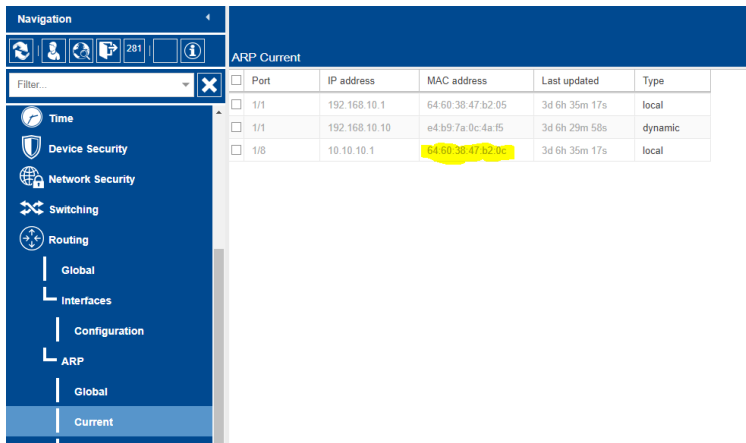 Navigation
281
ARP Current
Filter...
Port IP address MAC address Last updated Type
1/1 192.168.10.1 64:60:38:47:b2:05 3d 6h 35m 17s local
1/1 192.168.10.10 e4:b9:7a:0c:4a:f5 3d 6h 29m 58s dynamic
1/8 10.10.10.1 64:60:38:47:b2:0c 3d 6h 35m 17s local
Time
Device Security
Network Security
Switching
Routing
Global
Interfaces
Configuration
ARP
Global
Current